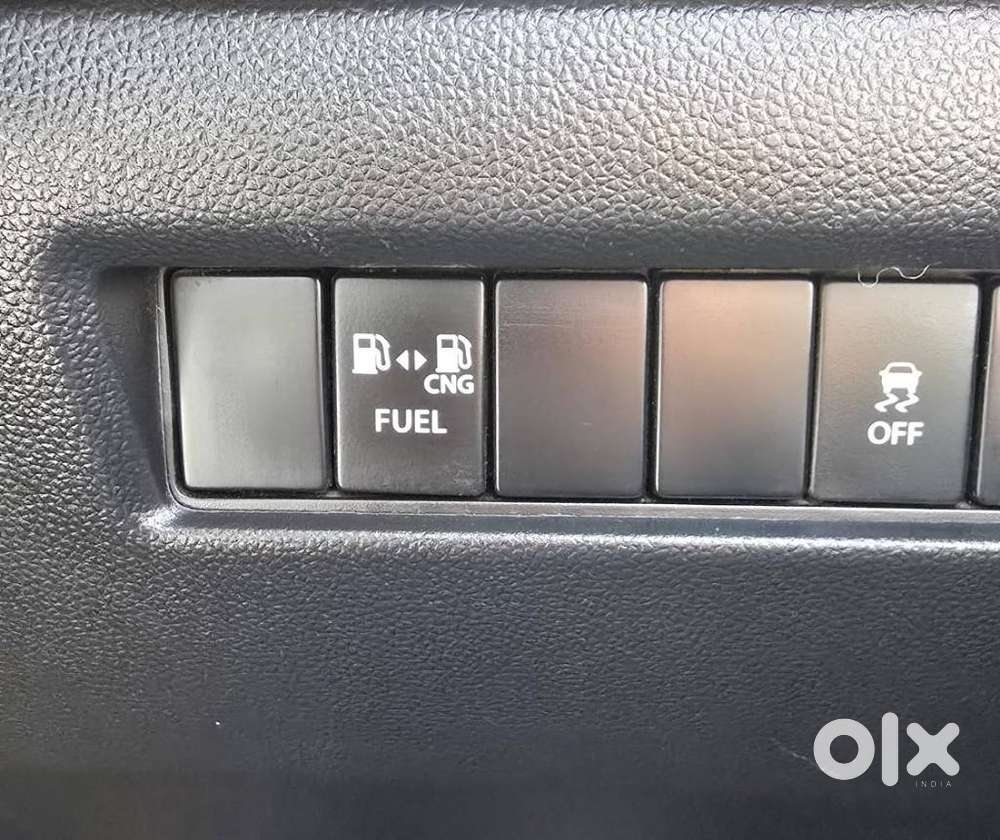 CNG
FUEL
OFF
olx
INDIA